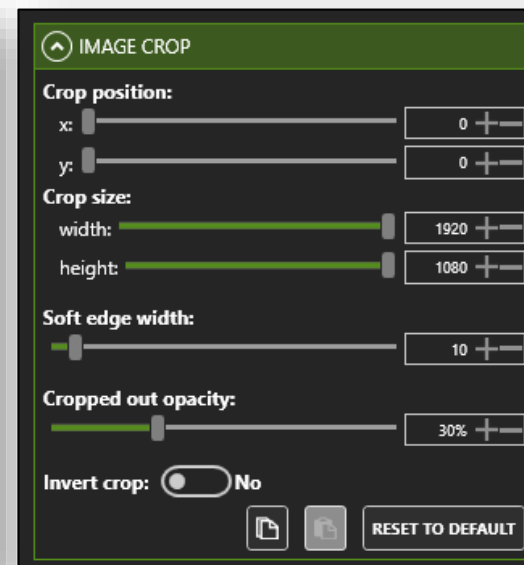 IMAGE CROP
Crop position:
x: 0
y: 0
Crop size:
width: 1920
height: 1080
Soft edge width:
10
Cropped out opacity:
30%
Invert crop: No
RESET TO DEFAULT